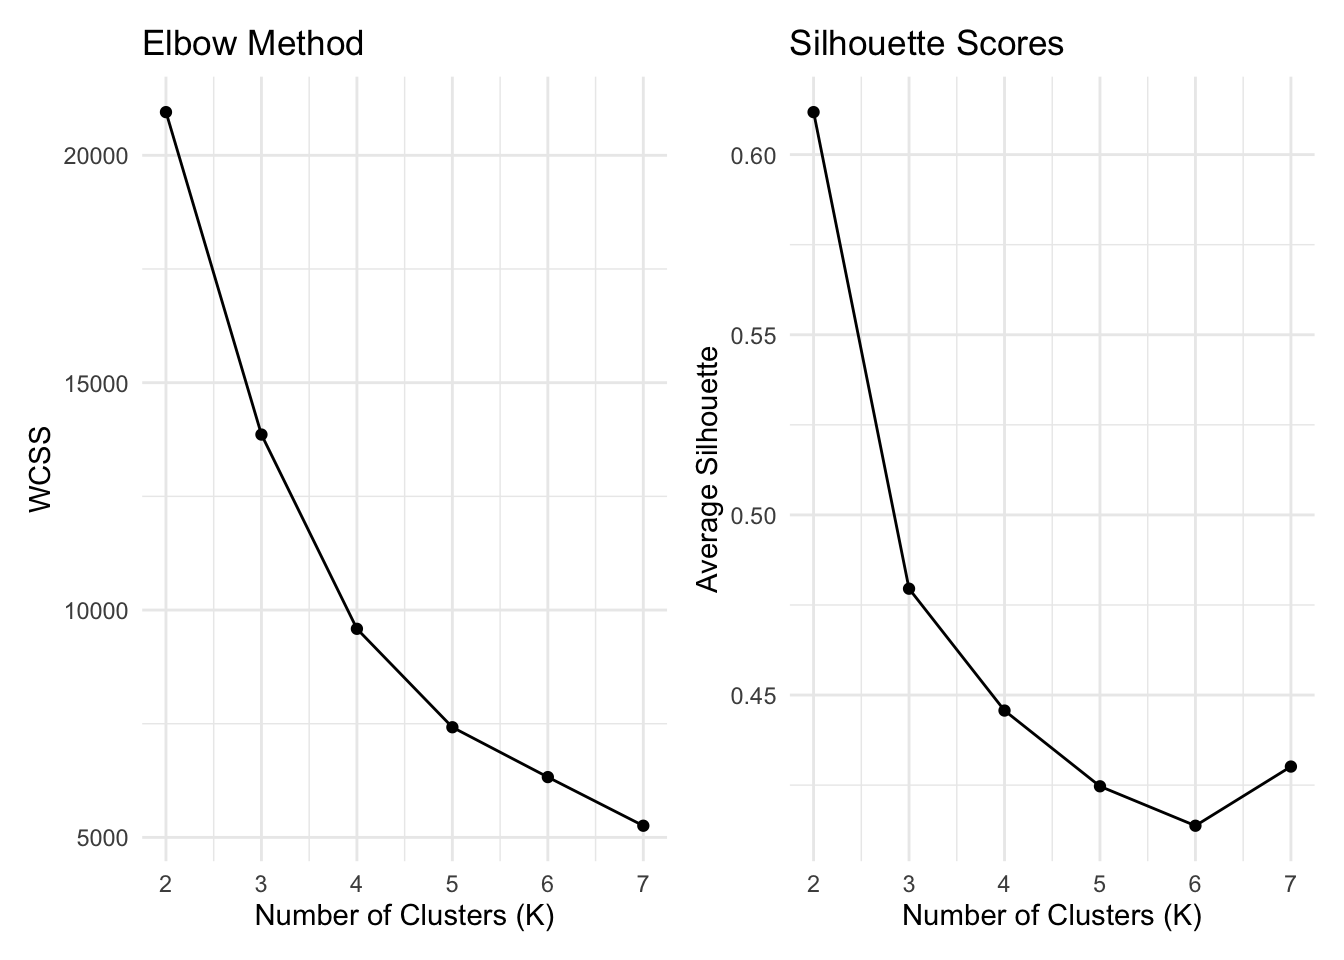 Elbow Method
WCSS
20000
15000
10000
5000
2 3 4 5 6 7
Number of Clusters (K)
Silhouette Scores
Average Silhouette
0.60
0.55
0.50
0.45
2 3 4 5 6 7
Number of Clusters (K)